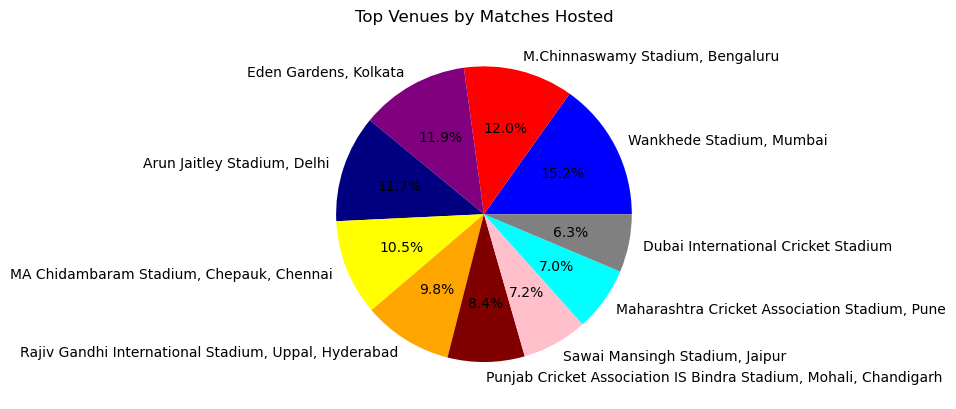 Top Venues by Matches Hosted
M.Chinnaswamy Stadium, Bengaluru
Eden Gardens, Kolkata
12.0%
11.9%
Wankhede Stadium, Mumbai
Arun Jaitley Stadium, Delhi
15.2%
11.7%
6.3%
Dubai International Cricket Stadium
10.5%
7.0%
MA Chidambaram Stadium, Chepauk, Chennai
9.8%
7.2%
8.4%
Maharashtra Cricket Association Stadium, Pune
Rajiv Gandhi International Stadium, Uppal, Hyderabad
Sawai Mansingh Stadium, Jaipur
Punjab Cricket Association IS Bindra Stadium, Mohali, Chandigarh